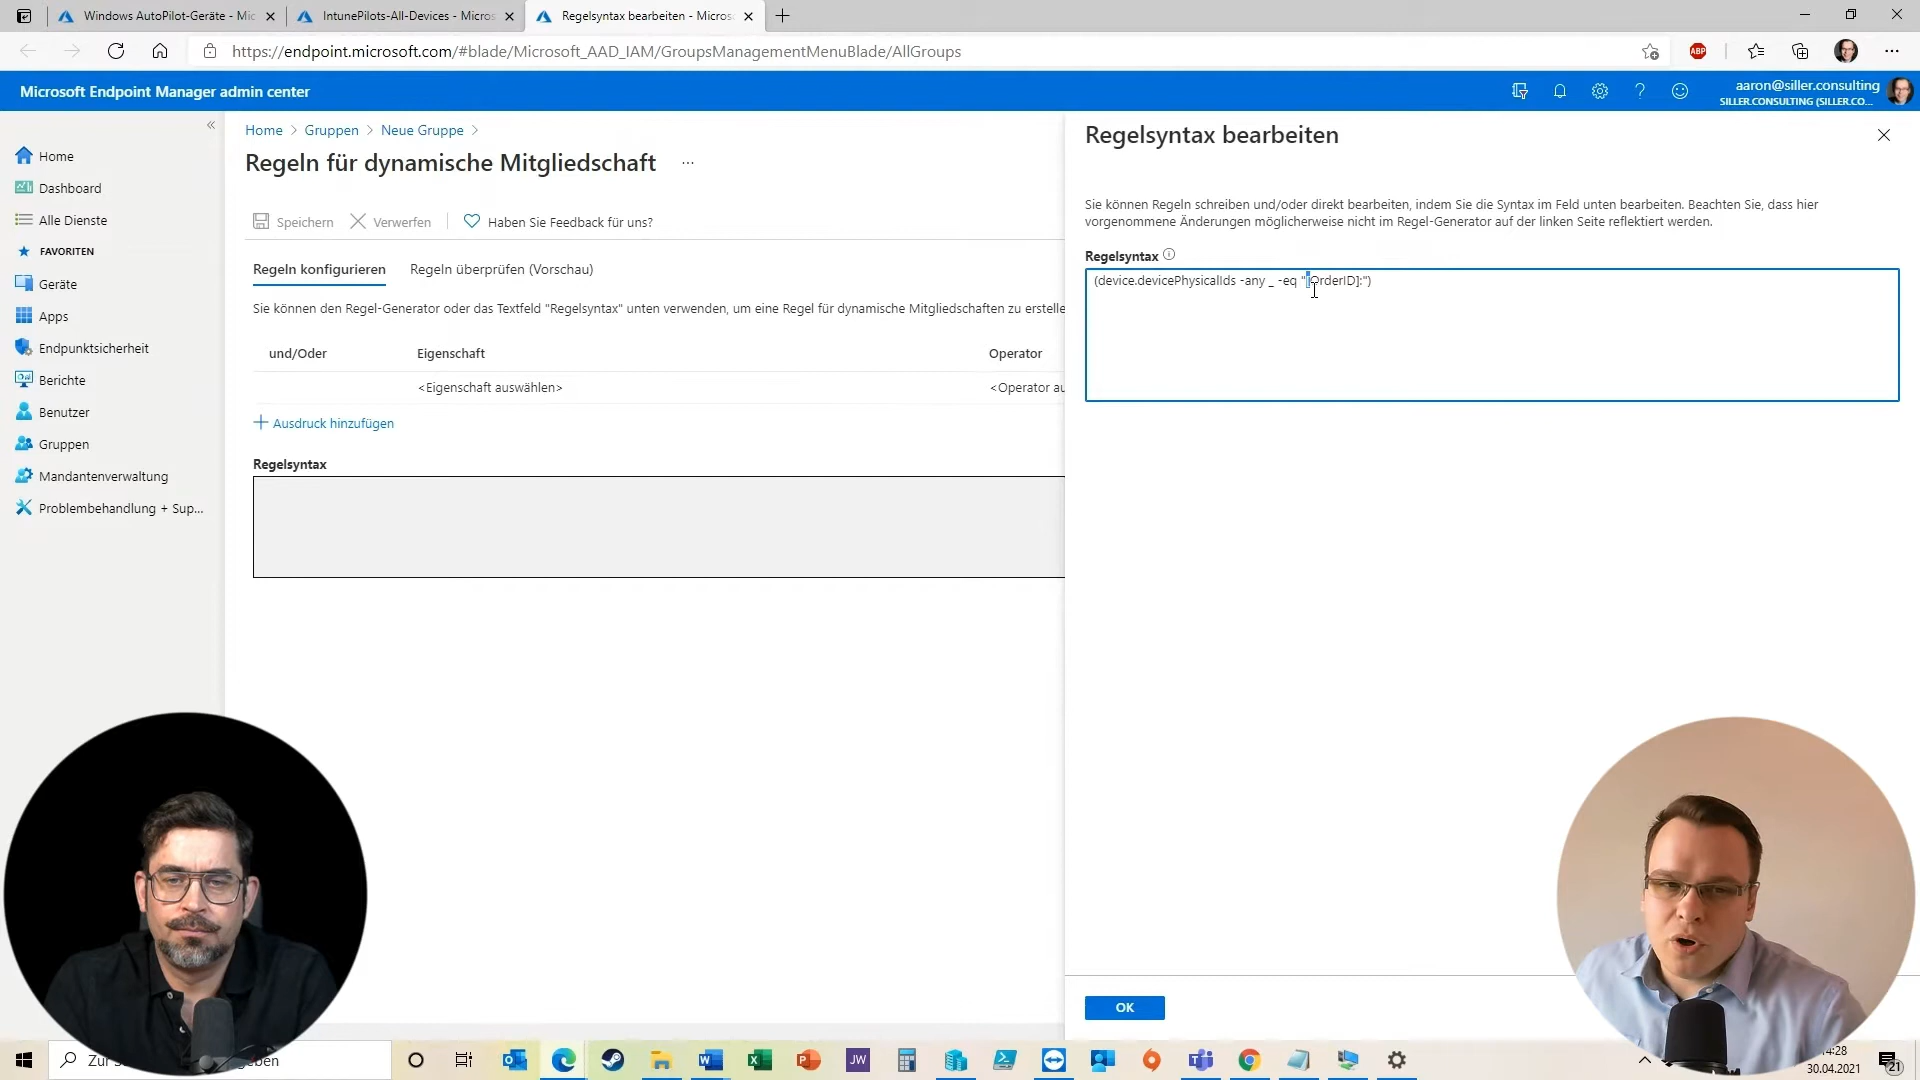 Windows AutoPilot-Geräte - Mic
IntunePilots-All-Devices - Micros
Regelsyntax bearbeiten - Micros
https://endpoint.microsoft.com/#blade/Microsoft_AAD_IAM/GroupsManagementMenuBlade/AllGroups
ABP
Microsoft Endpoint Manager admin center
aaron@siller.consulting
SILLER.CONSULTING (SILLER.CO...
Home
Dashboard
Alle Dienste
FAVORITEN
Geräte
Apps
Endpunktsicherheit
Berichte
Benutzer
Gruppen
Mandantenverwaltung
Problembehandlung + Sup...
Home > Gruppen > Neue Gruppe >
Regeln für dynamische Mitgliedschaft ...
Speichern
Verwerfen
Haben Sie Feedback für uns?
Regeln konfigurieren
Regeln überprüfen (Vorschau)
Sie können den Regel-Generator oder das Textfeld "Regelsyntax" unten verwenden, um eine Regel für dynamische Mitgliedschaften zu erstelle
und/Oder
Eigenschaft
Operator
<Eigenschaft auswählen>
<Operator au
Ausdruck hinzufügen
Regelsyntax
Regelsyntax bearbeiten
Sie können Regeln schreiben und/oder direkt bearbeiten, indem Sie die Syntax im Feld unten bearbeiten. Beachten Sie, dass hier
vorgenommene Änderungen möglicherweise nicht im Regel-Generator auf der linken Seite reflektiert werden.
Regelsyntax
(device.devicePhysicalIds -any _ -eq "[OrderID]:")
OK
JW
30.04.2021
21